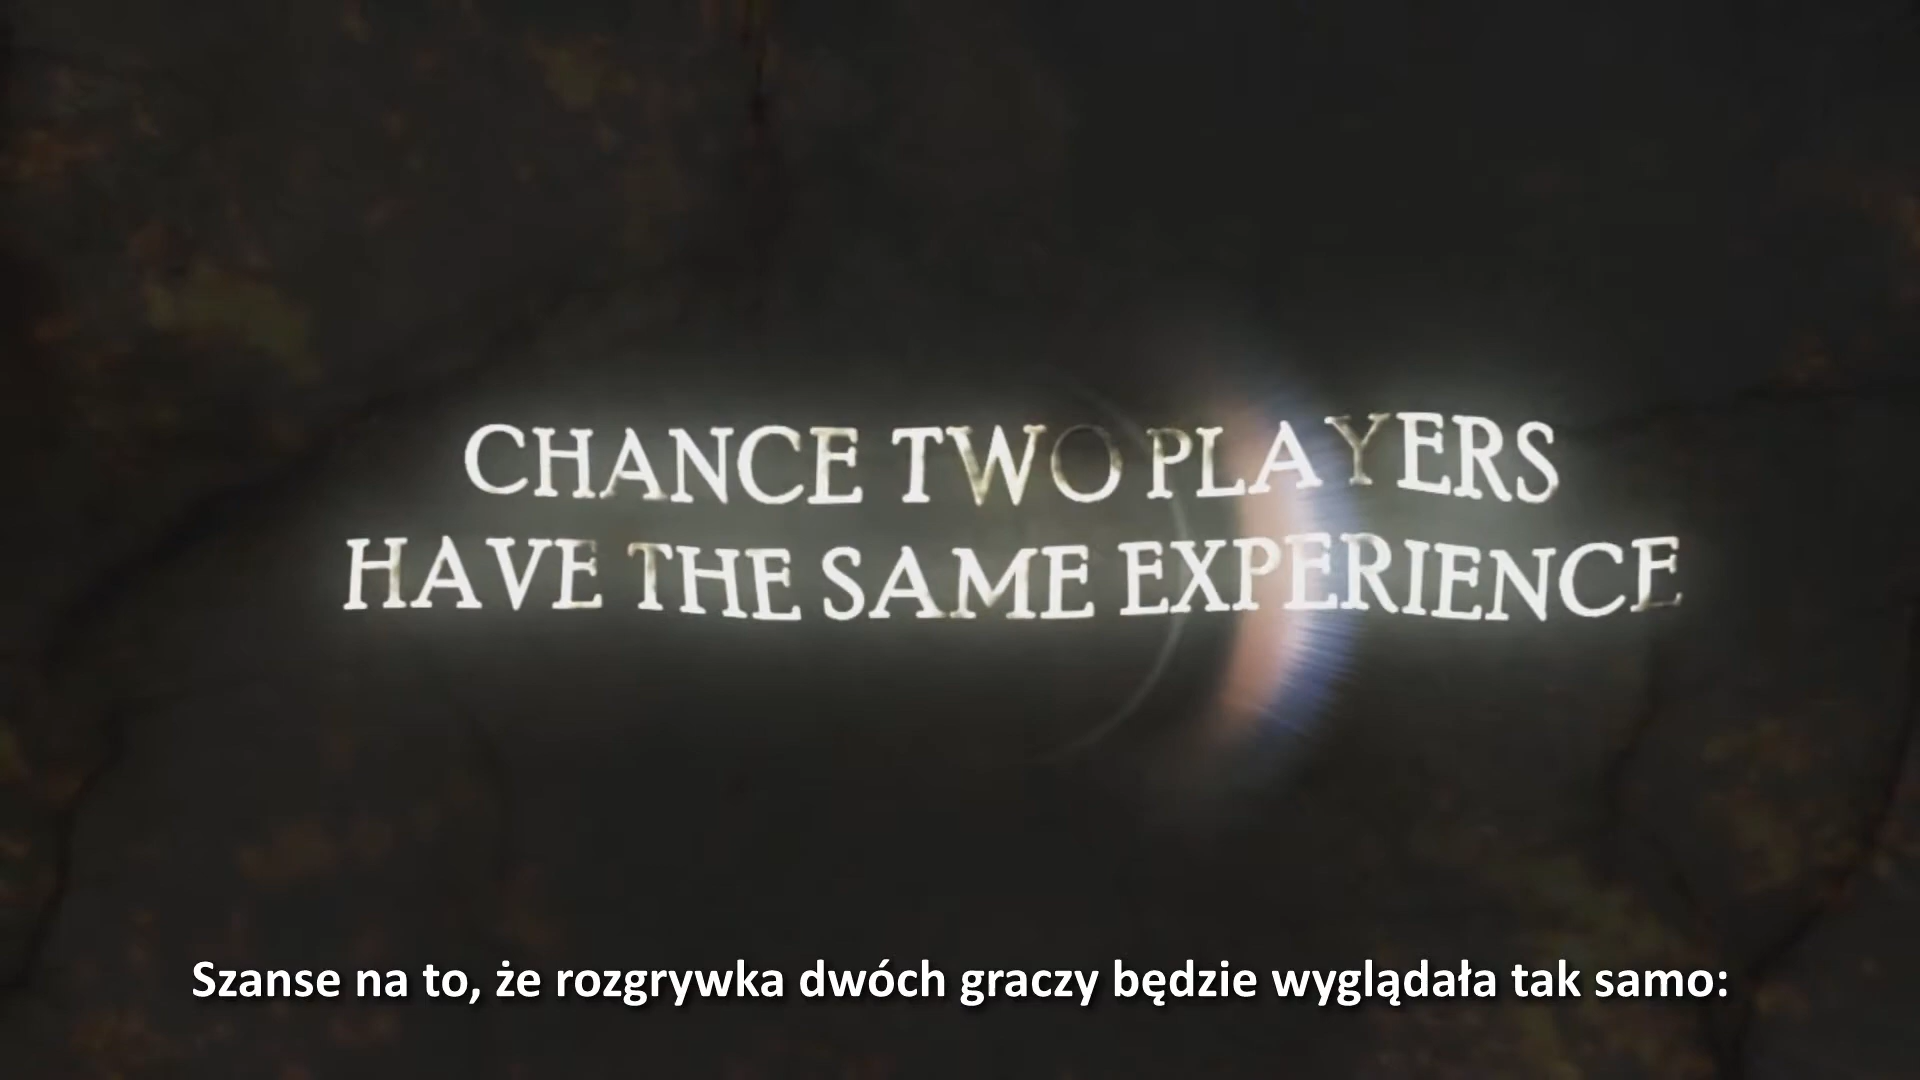 CHANCE TWO PLAYERS
HAVE THE SAME EXPERIENCE
Szanse na to, że rozgrywka dwóch graczy będzie wyglądała tak samo: